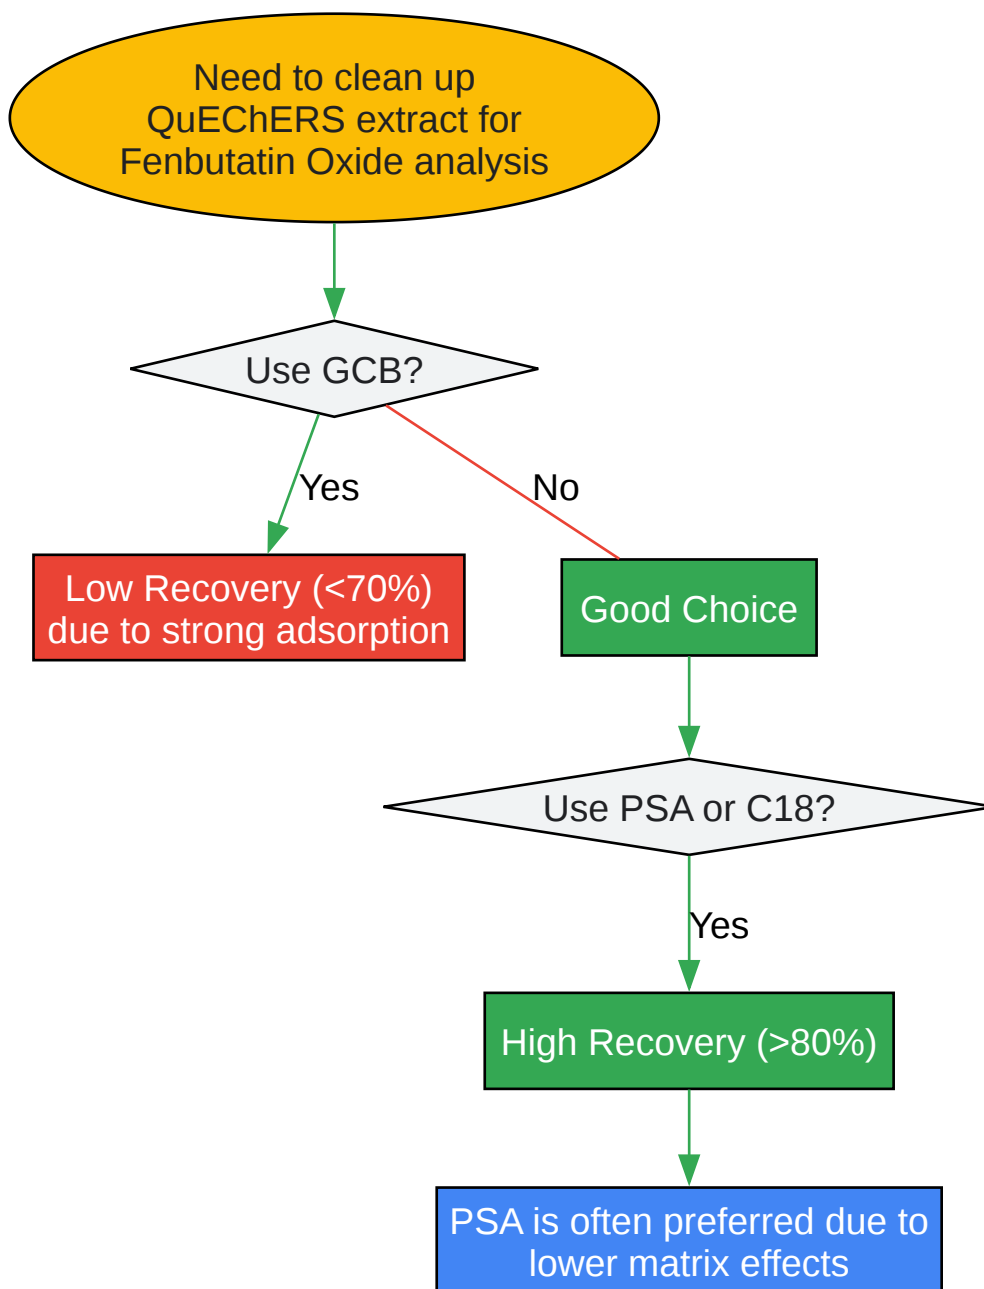 Need to clean up
QuEChERS extract for
Fenbutatin Oxide analysis
Use GCB?
Yes
No
Low Recovery (<70%)
due to strong adsorption
Good Choice
Use PSA or C18?
Yes
High Recovery (>80%)
PSA is often preferred due to
lower matrix effects